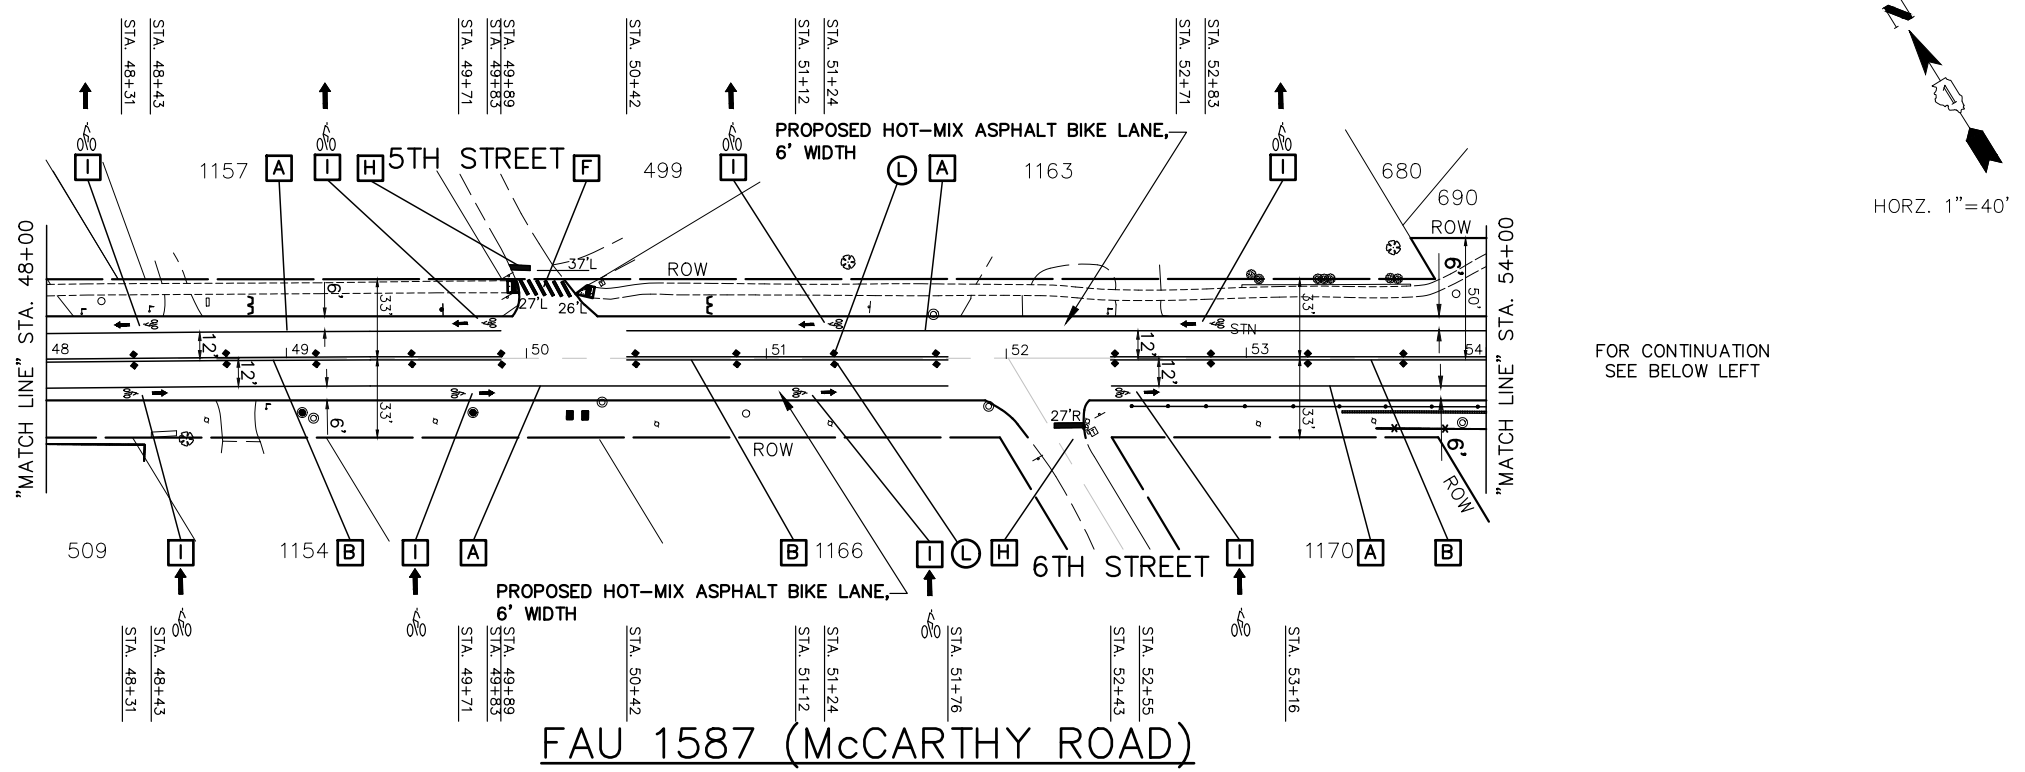 STA. 48+31
STA. 48+43
STA. 49+71
STA. 49+83
STA. 49+89
STA. 50+42
STA. 51+12
STA. 51+24
STA. 52+71
STA. 52+83
N
1
HORZ. 1"=40'
PROPOSED HOT-MIX ASPHALT BIKE LANE,
6' WIDTH
I
1157
A
I
H
5TH STREET
F
499
I
L
A
1163
I
680
690
ROW
"MATCH LINE" STA. 48+00
"MATCH LINE" STA. 54+00
ROW
37'L
27'L
26'L
6'
33'
33'
6'
50'
STN
48
12'
49
50
51
52
12'
53
54
12'
12'
6'
33'
27'R
33'
6'
ROW
ROW
FOR CONTINUATION
SEE BELOW LEFT
509
I
1154
B
I
A
B
1166
I
L
H
6TH STREET
I
1170
A
B
PROPOSED HOT-MIX ASPHALT BIKE LANE,
6' WIDTH
STA. 48+31
STA. 48+43
STA. 49+71
STA. 49+83
STA. 49+89
STA. 50+42
STA. 51+12
STA. 51+24
STA. 51+76
STA. 52+43
STA. 52+55
STA. 53+16
FAU 1587 (McCARTHY ROAD)